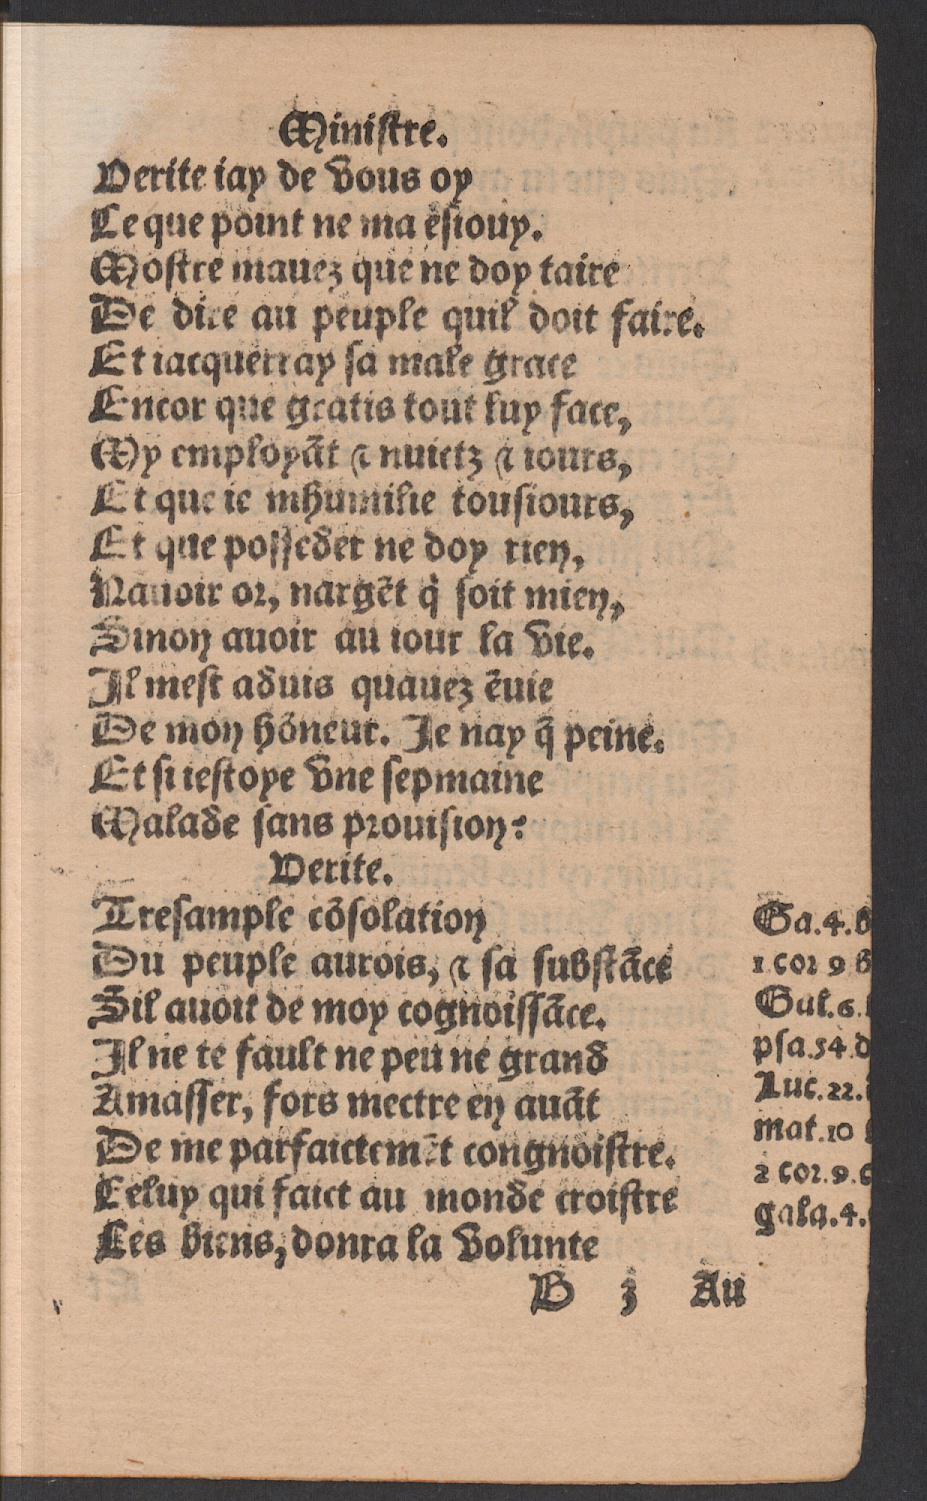 Ministre.
Verite iay de vous oy
Ce que point ne ma esiouy.
Mostre mauez que ne doy taire
De dire au peuple quil doit faire.
Et iacquerray sa male grace
Encor que gratis tout luy face,
My employāt ⁊ nuictz ⁊ iours,
Et que ie mhumilie tousiours,
Et que posseder ne doy rien,
Nauoir or, nargēt q̇ soit mien,
Sinon auoir au iour la vie.
Il mest aduis quauez ēuie
De mon hōneur. Je nay q̄ peine.
Et si iestoye vne sepmaine
Malade sans prouision?
Verite.
Tresample cōsolation
Du peuple aurois, ⁊ sa substāce
Sil auoit de moy cognoissāce.
Il ne te fault ne peu ne grand
Amasser, fors mectre en auāt
De me parfaictemēt congnoistre.
Celuy qui faict au monde croistre
Les biens, donra la volunte
Ga.4.b
1 cor 9 b
Gal.6.
psa.54.d
Luc.22.
mat.10
2 cor.9.c
gala.4.
B 3 Au